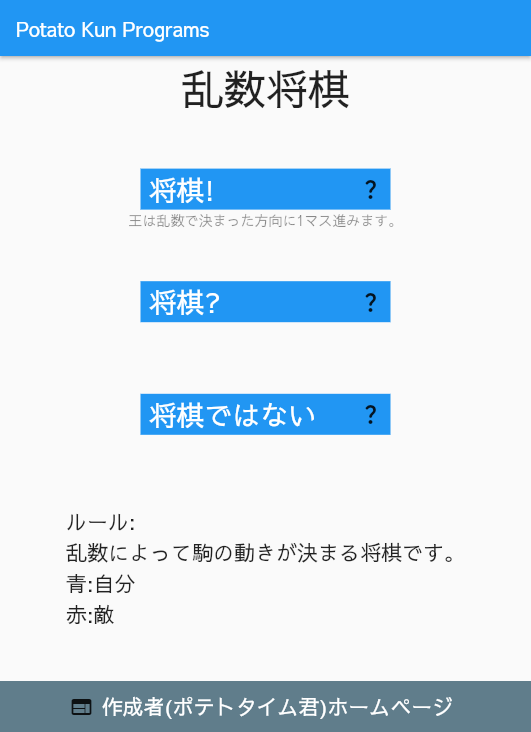 Potato Kun Programs
乱数将棋
将棋!
?
王は乱数で決まった方向に1マス進みます。
将棋?
?
将棋ではない
?
ルール:
乱数によって駒の動きが決まる将棋です。
青:自分
赤:敵
作成者(ポテトタイム君)ホームページ